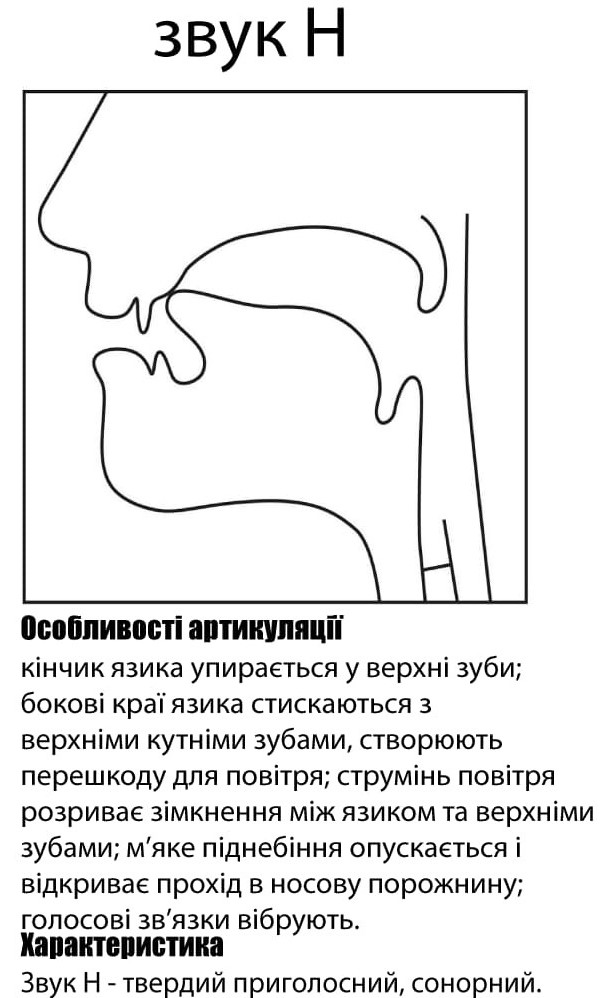 звук Н
Особливості артикуляції
кінчик язика упирається у верхні зуби;
бокові краї язика стискаються з
верхніми кутніми зубами, створюють
перешкоду для повітря; струмінь повітря
розриває зімкнення між язиком та верхніми
зубами; м’яке піднебіння опускається і
відкриває прохід в носову порожнину;
голосові зв’язки вібрують.
Характеристика
Звук Н - твердий приголосний, сонорний.